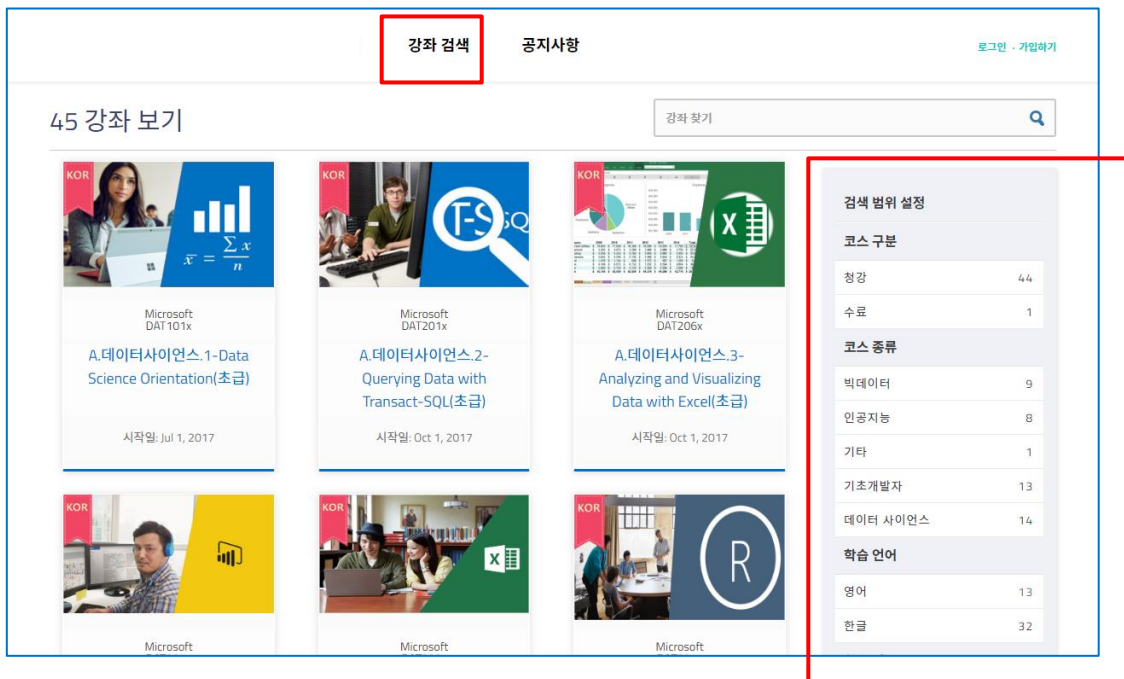 강좌 검색 공지사항 로그인 · 가입하기
45 강좌 보기 강좌 찾기
KOR KOR KOR
T-SQ
x̄ = Σ x / n
Microsoft
DAT101x
A.데이터사이언스.1-Data
Science Orientation(초급)
시작일: Jul 1, 2017
Microsoft
DAT201x
A.데이터사이언스.2-
Querying Data with
Transact-SQL(초급)
시작일: Oct 1, 2017
Microsoft
DAT206x
A.데이터사이언스.3-
Analyzing and Visualizing
Data with Excel(초급)
시작일: Oct 1, 2017
KOR KOR KOR
R
Microsoft Microsoft Microsoft
검색 범위 설정
코스 구분
청강 44
수료 1
코스 종류
빅데이터 9
인공지능 8
기타 1
기초개발자 13
데이터 사이언스 14
학습 언어
영어 13
한글 32